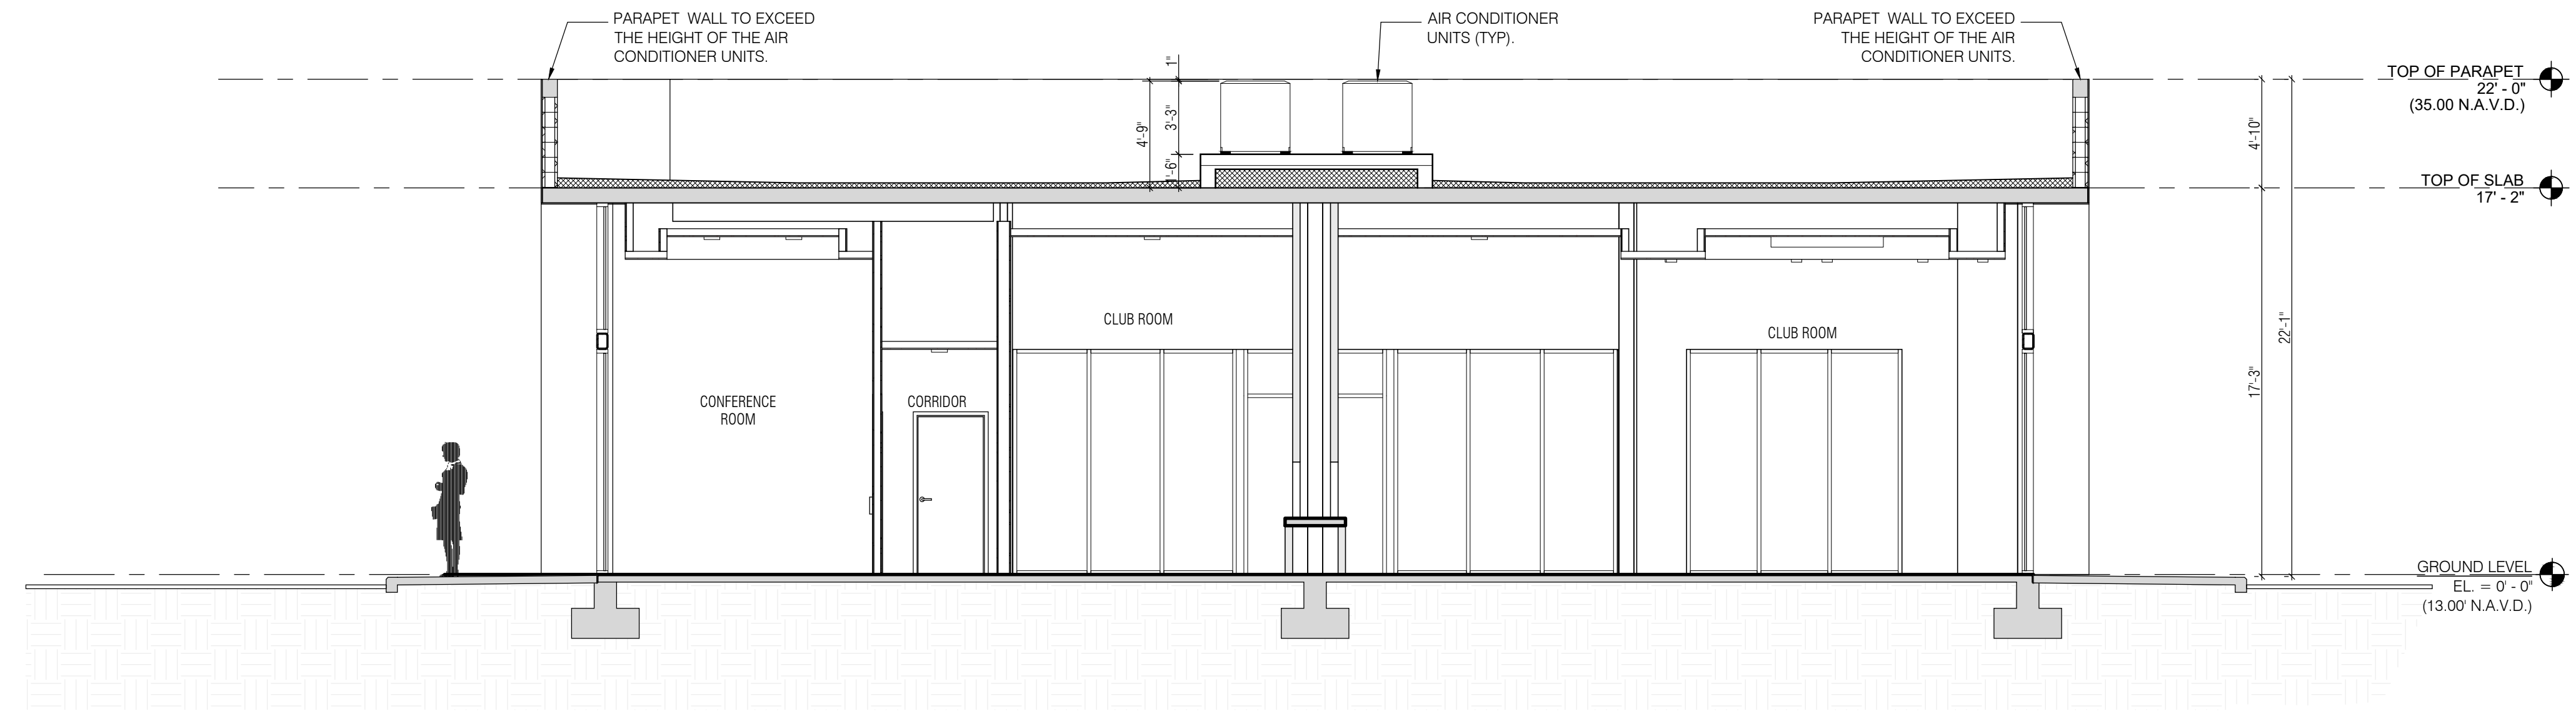 PARAPET  WALL TO EXCEED
THE HEIGHT OF THE AIR
CONDITIONER UNITS.
AIR CONDITIONER
UNITS (TYP).
PARAPET  WALL TO EXCEED
THE HEIGHT OF THE AIR
CONDITIONER UNITS.
1"
4'-9"
3'-3"
1'-6"
TOP OF PARAPET
22' - 0"
(35.00 N.A.V.D.)
4'-10"
TOP OF SLAB
17' - 2"
CLUB ROOM
CLUB ROOM
22'-1"
17'-3"
CONFERENCE
ROOM
CORRIDOR
GROUND LEVEL
EL. = 0' - 0"
(13.00' N.A.V.D.)